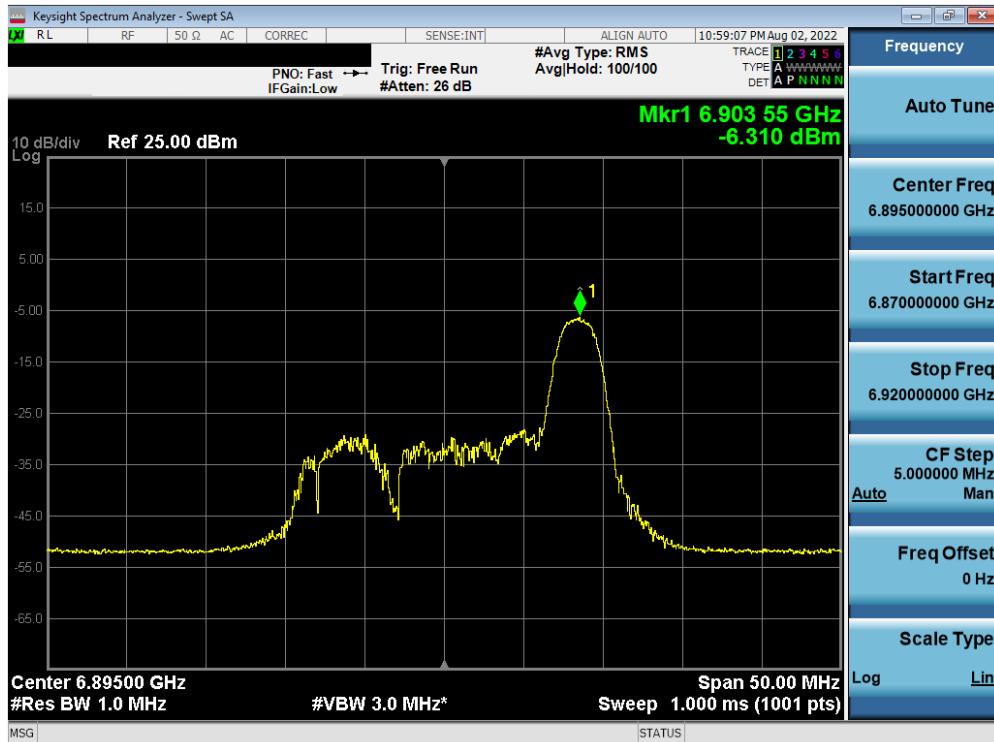 Keysight Spectrum Analyzer - Swept SA
LXI RL RF 50 Ω AC CORREC SENSE:INT ALIGN AUTO 10:59:07 PM Aug 02, 2022
PNO: Fast
IFGain:Low
Trig: Free Run
#Atten: 26 dB
#Avg Type: RMS
Avg|Hold: 100/100
TRACE 1 2 3 4 5 6
TYPE A WWWWW
DET A P N N N N
Mkr1 6.903 55 GHz
-6.310 dBm
10 dB/div Ref 25.00 dBm
Log
15.0
5.00
-5.00
-15.0
-25.0
-35.0
-45.0
-55.0
-65.0
1
Center 6.89500 GHz Span 50.00 MHz
#Res BW 1.0 MHz #VBW 3.0 MHz* Sweep 1.000 ms (1001 pts)
MSG STATUS
Frequency
Auto Tune
Center Freq
6.895000000 GHz
Start Freq
6.870000000 GHz
Stop Freq
6.920000000 GHz
CF Step
5.000000 MHz
Auto Man
Freq Offset
0 Hz
Scale Type
Log Lin